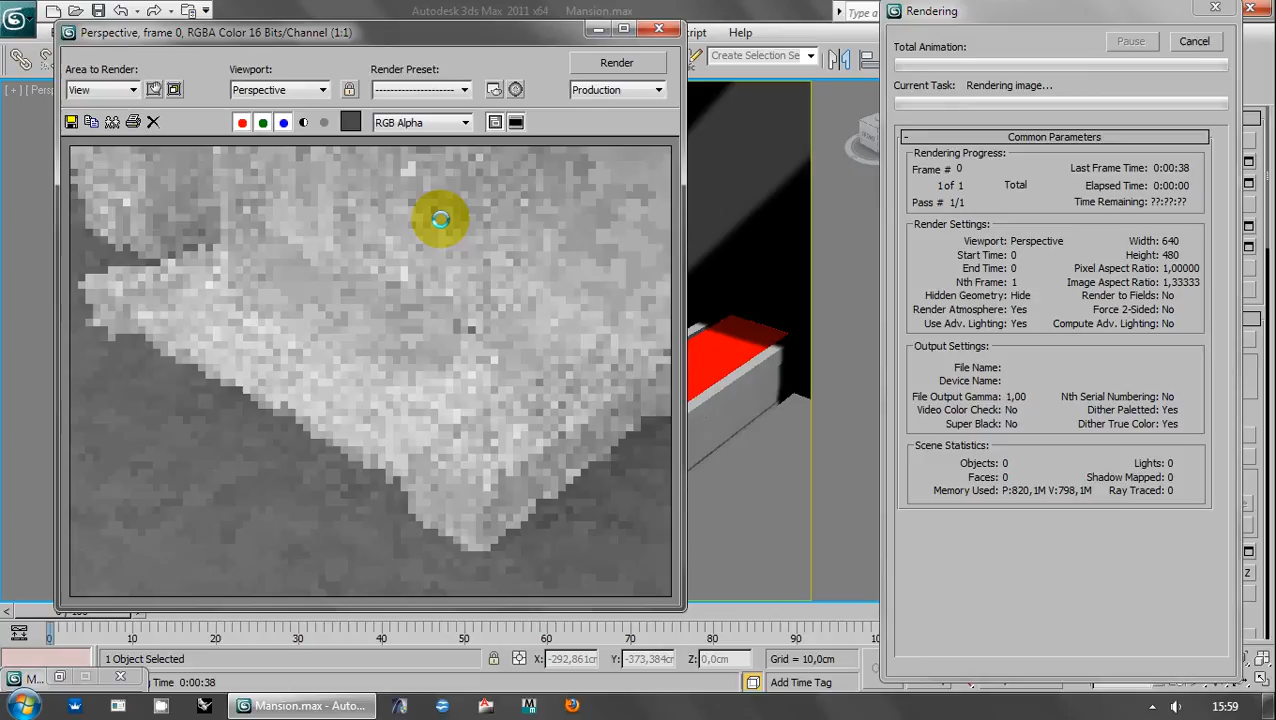 Autodesk 3ds Max 2011 x64 Mansion.max
Type a
Perspective, frame 0, RGBA Color 16 Bits/Channel (1:1)
Rendering
cript Help
Area to Render:
Viewport:
Render Preset:
Render
View
Perspective
Production
Create Selection Se
RGB Alpha
[ + ] [ Persp
Total Animation:
Pause
Cancel
Current Task: Rendering image...
Common Parameters
Rendering Progress:
Frame # 0
Last Frame Time: 0:00:38
1 of 1 Total
Elapsed Time: 0:00:00
Pass # 1/1
Time Remaining: ??:??:??
Render Settings:
Viewport: Perspective
Width: 640
Start Time: 0
Height: 480
End Time: 0
Pixel Aspect Ratio: 1,00000
Nth Frame: 1
Image Aspect Ratio: 1,33333
Hidden Geometry: Hide
Render to Fields: No
Render Atmosphere: Yes
Force 2-Sided: No
Use Adv. Lighting: Yes
Compute Adv. Lighting: No
Output Settings:
File Name:
Device Name:
File Output Gamma: 1,00
Nth Serial Numbering: No
Video Color Check: No
Dither Paletted: Yes
Super Black: No
Dither True Color: Yes
Scene Statistics:
Objects: 0
Lights: 0
Faces: 0
Shadow Mapped: 0
Memory Used: P:820,1M V:798,1M
Ray Traced: 0
0 10 20 30 40 50 60 70 80 90 10
1 Object Selected
X: -292,861cm
Y: -373,384cm
Z: 0,0cm
Grid = 10,0cm
M...
Time 0:00:38
Add Time Tag
Z
Mansion.max - Auto...
15:59